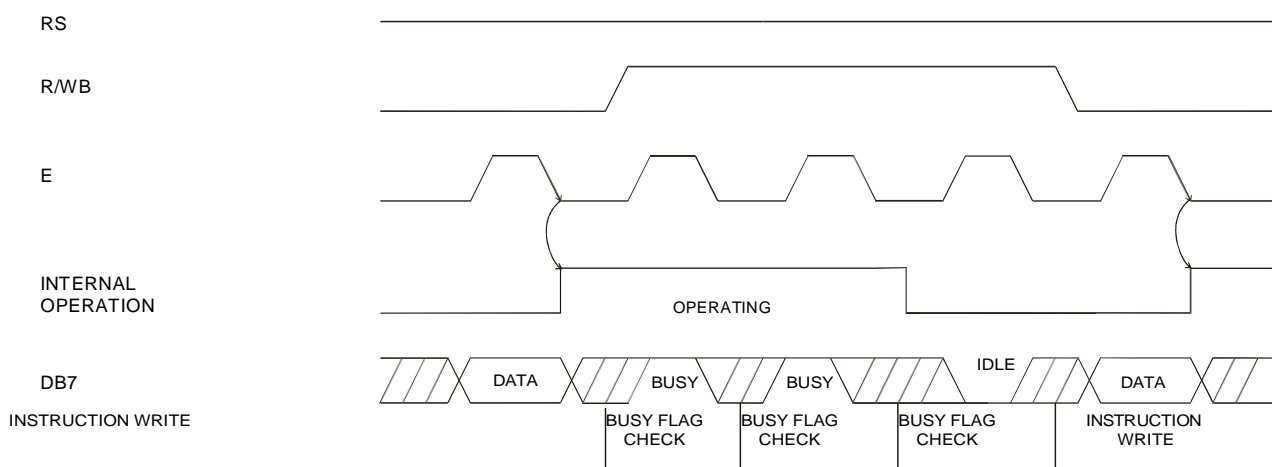 RS
R/WB
E
INTERNAL
OPERATION
OPERATING
IDLE
DB7
DATA
BUSY
BUSY
DATA
INSTRUCTION WRITE
BUSY FLAG
CHECK
BUSY FLAG
CHECK
BUSY FLAG
CHECK
INSTRUCTION
WRITE